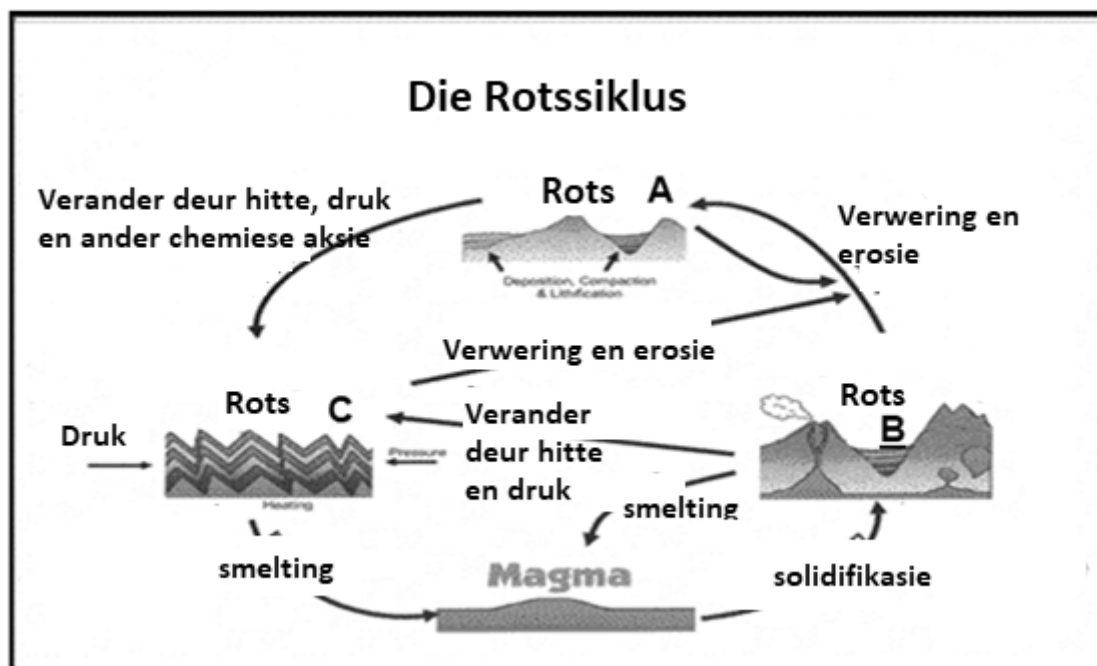 Die Rotssiklus
Verander deur hitte, druk
en ander chemiese aksie
Rots A
Deposition, Compaction
& Lithification
Verwering en
erosie
Verwering en erosie
Rots C
Druk
Pressure
Heating
Verander
deur hitte
en druk
Rots
B
smelting
smelting
Magma
solidifikasie